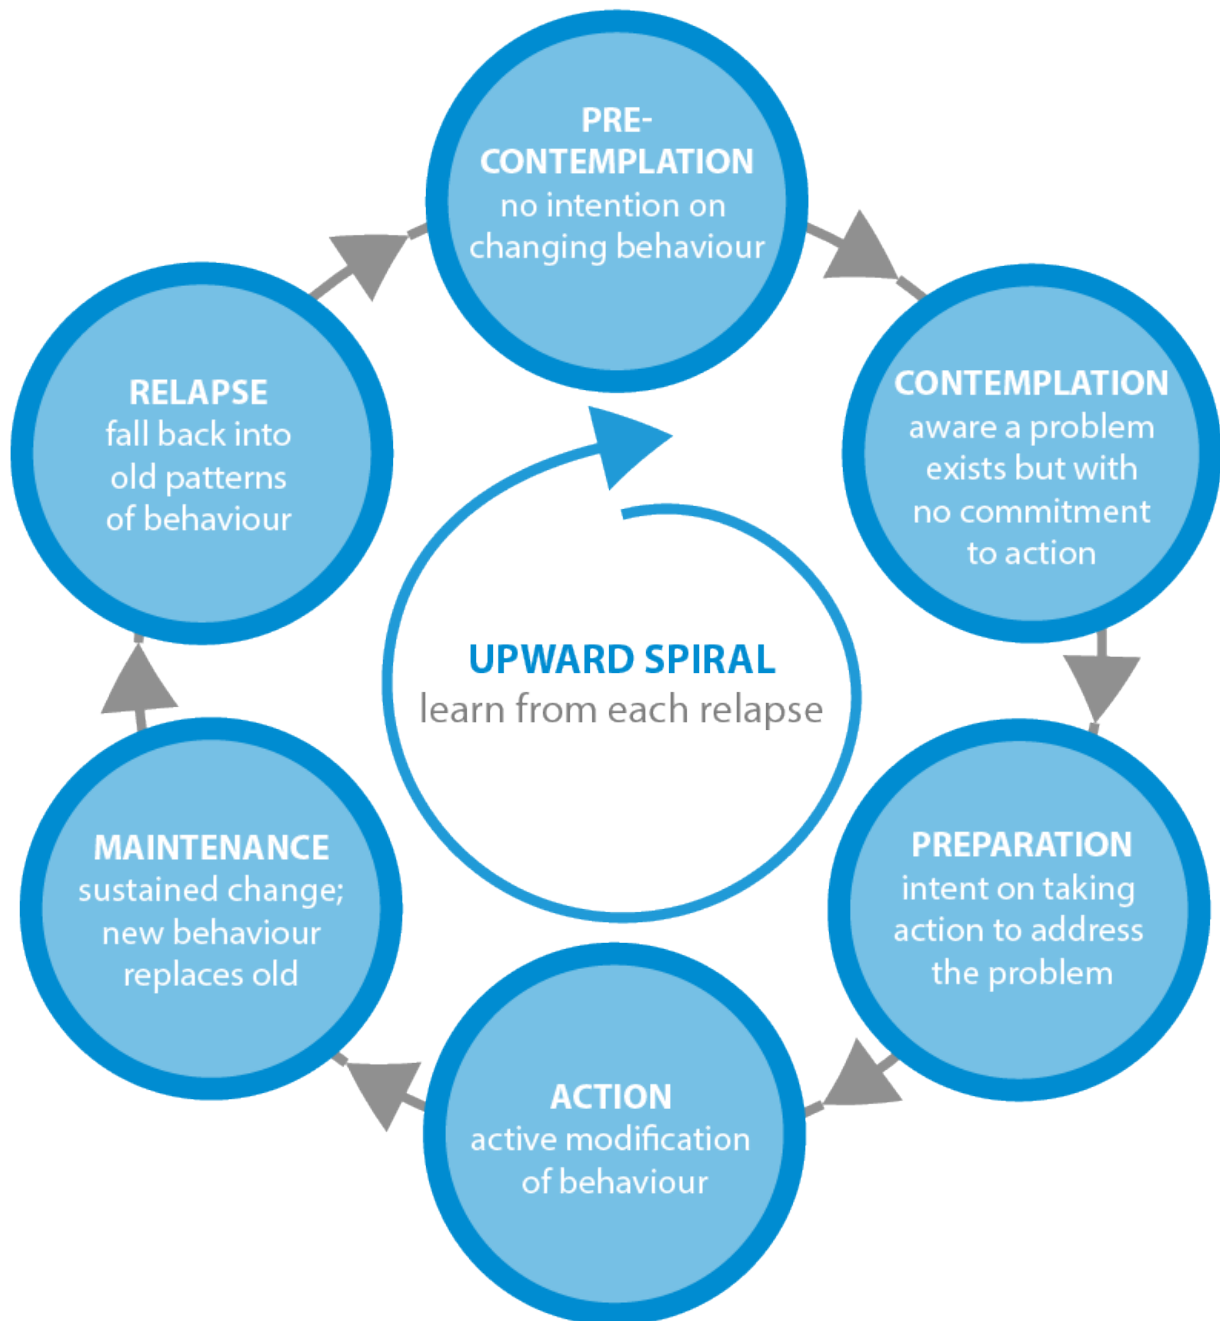 PRE-
CONTEMPLATION
no intention on
changing behaviour
CONTEMPLATION
aware a problem
exists but with
no commitment
to action
PREPARATION
intent on taking
action to address
the problem
ACTION
active modification
of behaviour
MAINTENANCE
sustained change;
new behaviour
replaces old
RELAPSE
fall back into
old patterns
of behaviour
UPWARD SPIRAL
learn from each relapse